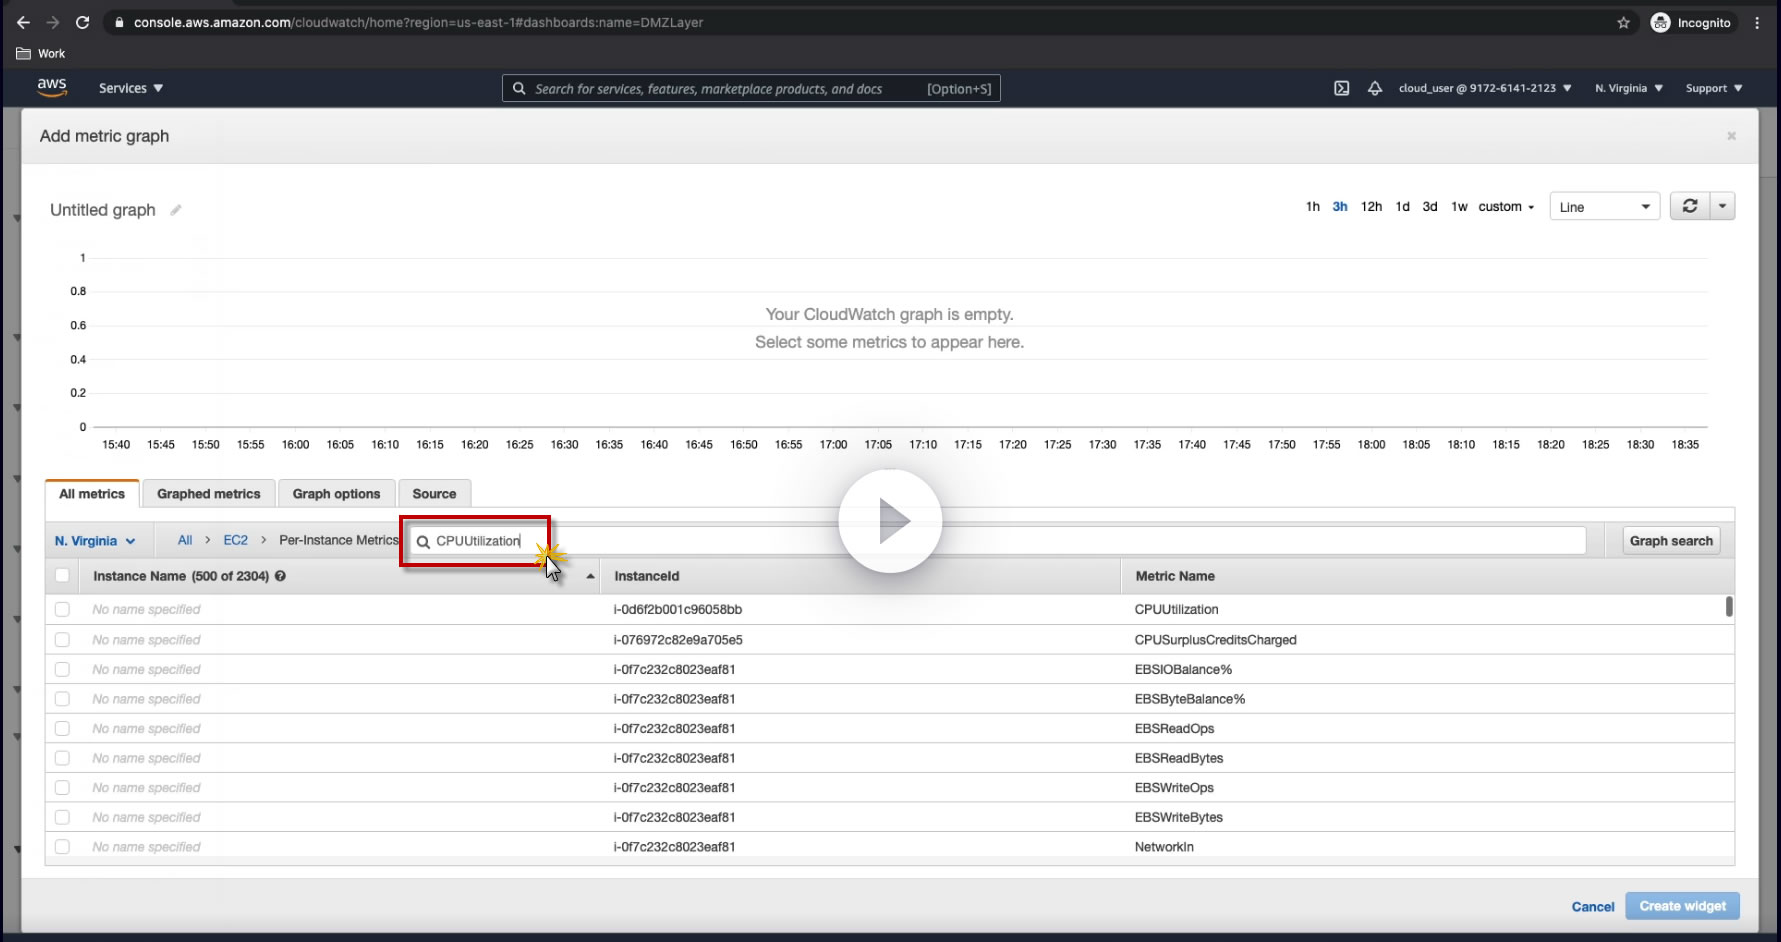 console.aws.amazon.com/cloudwatch/home?region=us-east-1#dashboards:name=DMZLayer
Incognito
Work
aws
Services
Search for services, features, marketplace products, and docs [Option+S]
cloud_user @ 9172-6141-2123
N. Virginia
Support
Add metric graph
Untitled graph
1h 3h 12h 1d 3d 1w custom
Line
1
0.8
0.6
0.4
0.2
0
Your CloudWatch graph is empty.
Select some metrics to appear here.
15:40 15:45 15:50 15:55 16:00 16:05 16:10 16:15 16:20 16:25 16:30 16:35 16:40 16:45 16:50 16:55 17:00 17:05 17:10 17:15 17:20 17:25 17:30 17:35 17:40 17:45 17:50 17:55 18:00 18:05 18:10 18:15 18:20 18:25 18:30 18:35
All metrics Graphed metrics Graph options Source
N. Virginia All > EC2 > Per-Instance Metrics CPUUtilization Graph search
Instance Name (500 of 2304) InstanceId Metric Name
No name specified i-0d6f2b001c96058bb CPUUtilization
No name specified i-076972c82e9a705e5 CPUSurplusCreditsCharged
No name specified i-0f7c232c8023eaf81 EBSIOBalance%
No name specified i-0f7c232c8023eaf81 EBSByteBalance%
No name specified i-0f7c232c8023eaf81 EBSReadOps
No name specified i-0f7c232c8023eaf81 EBSReadBytes
No name specified i-0f7c232c8023eaf81 EBSWriteOps
No name specified i-0f7c232c8023eaf81 EBSWriteBytes
No name specified i-0f7c232c8023eaf81 NetworkIn
Cancel Create widget